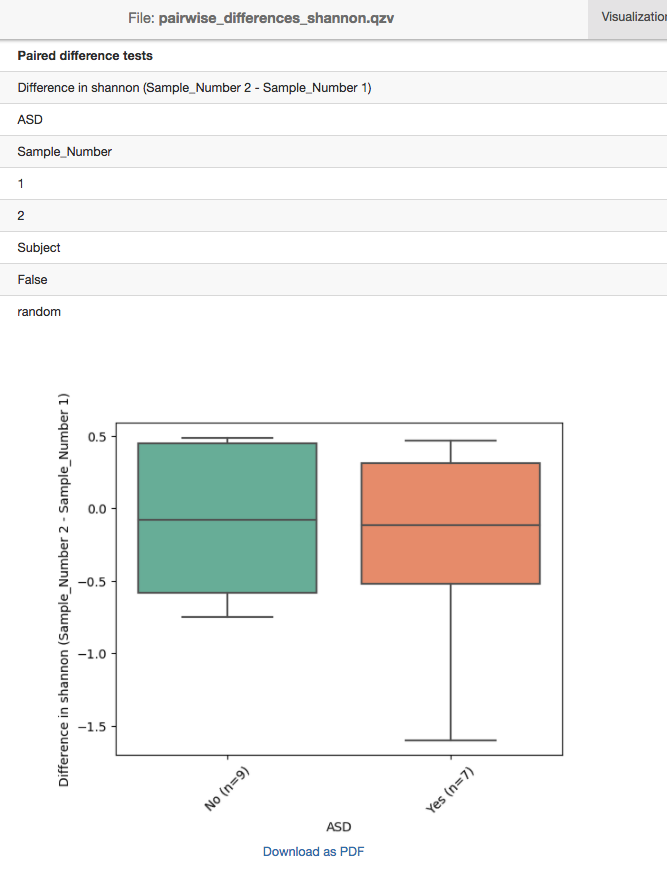 File: pairwise_differences_shannon.qzv
Paired difference tests
Difference in shannon (Sample_Number 2 - Sample_Number 1)
ASD
Sample_Number
1
2
Subject
False
random
Difference in shannon (Sample_Number 2 - Sample_Number 1)
0.5
0.0
−0.5
−1.0
−1.5
No (n=9)
Yes (n=7)
ASD
Download as PDF